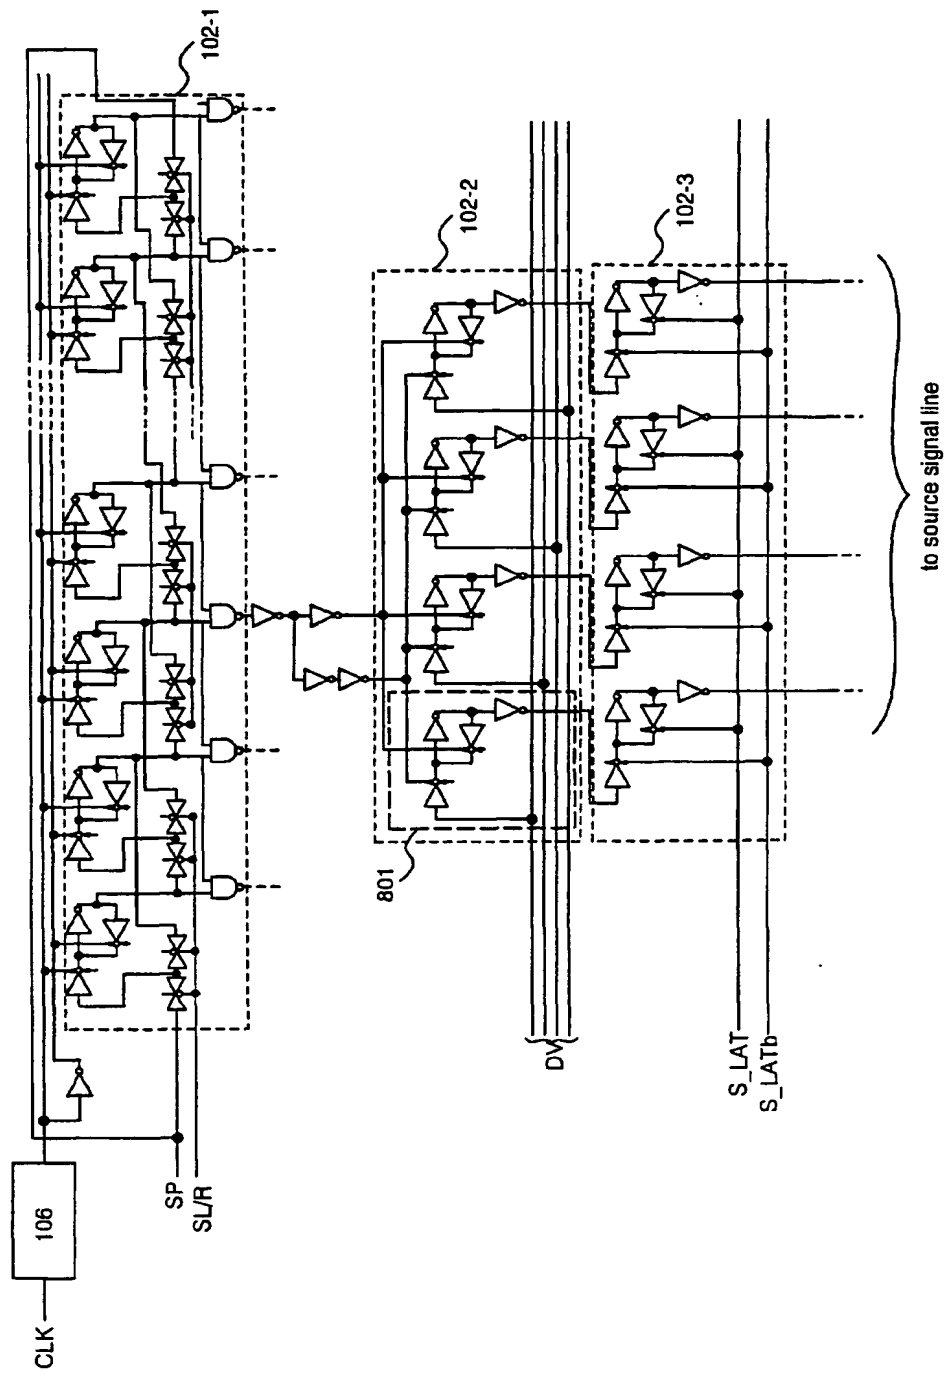 CLK
106
SP
SL/R
102-1
102-2
801
DV
102-3
S_LAT
S_LATb
to source signal line